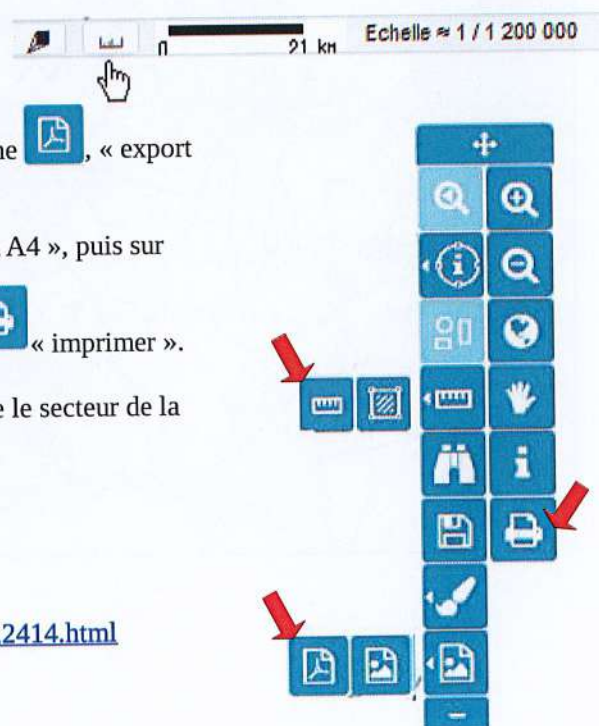 0 21 km Echelle ≈ 1 / 1 200 000
, « export
A4 », puis sur
« imprimer ».
le secteur de la
2414.html